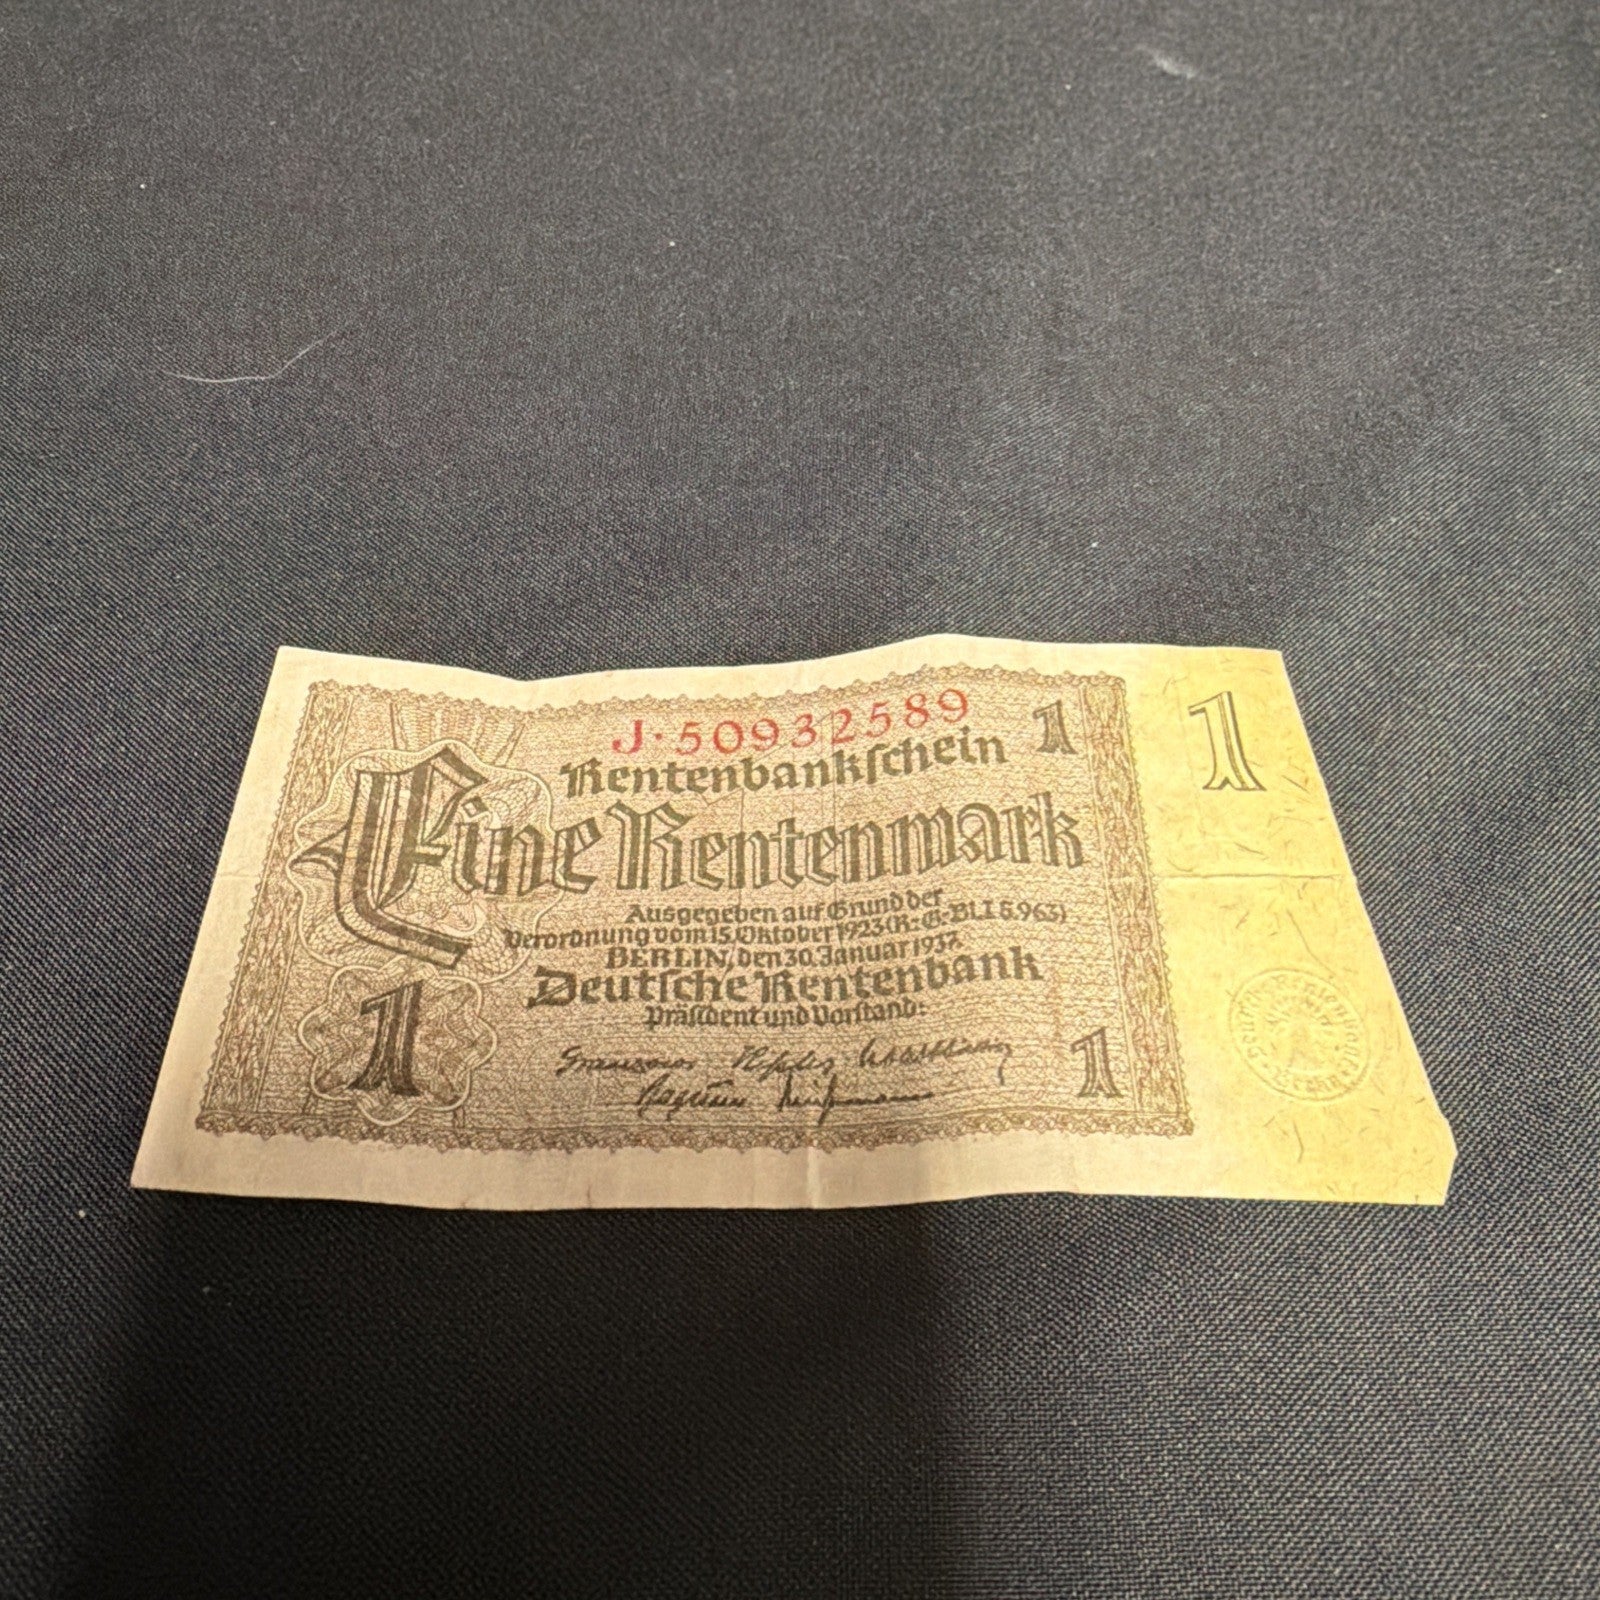 J·50932589
1
1
Rentenbankschein
Eine Rentenmark
Ausgegeben auf Grund der
Verordnung vom 15. Oktober 1923 (R.-G.-Bl. I S. 963)
BERLIN, den 30. Januar 1937.
Deutsche Rentenbank
Präsident und Vorstand:
1
1